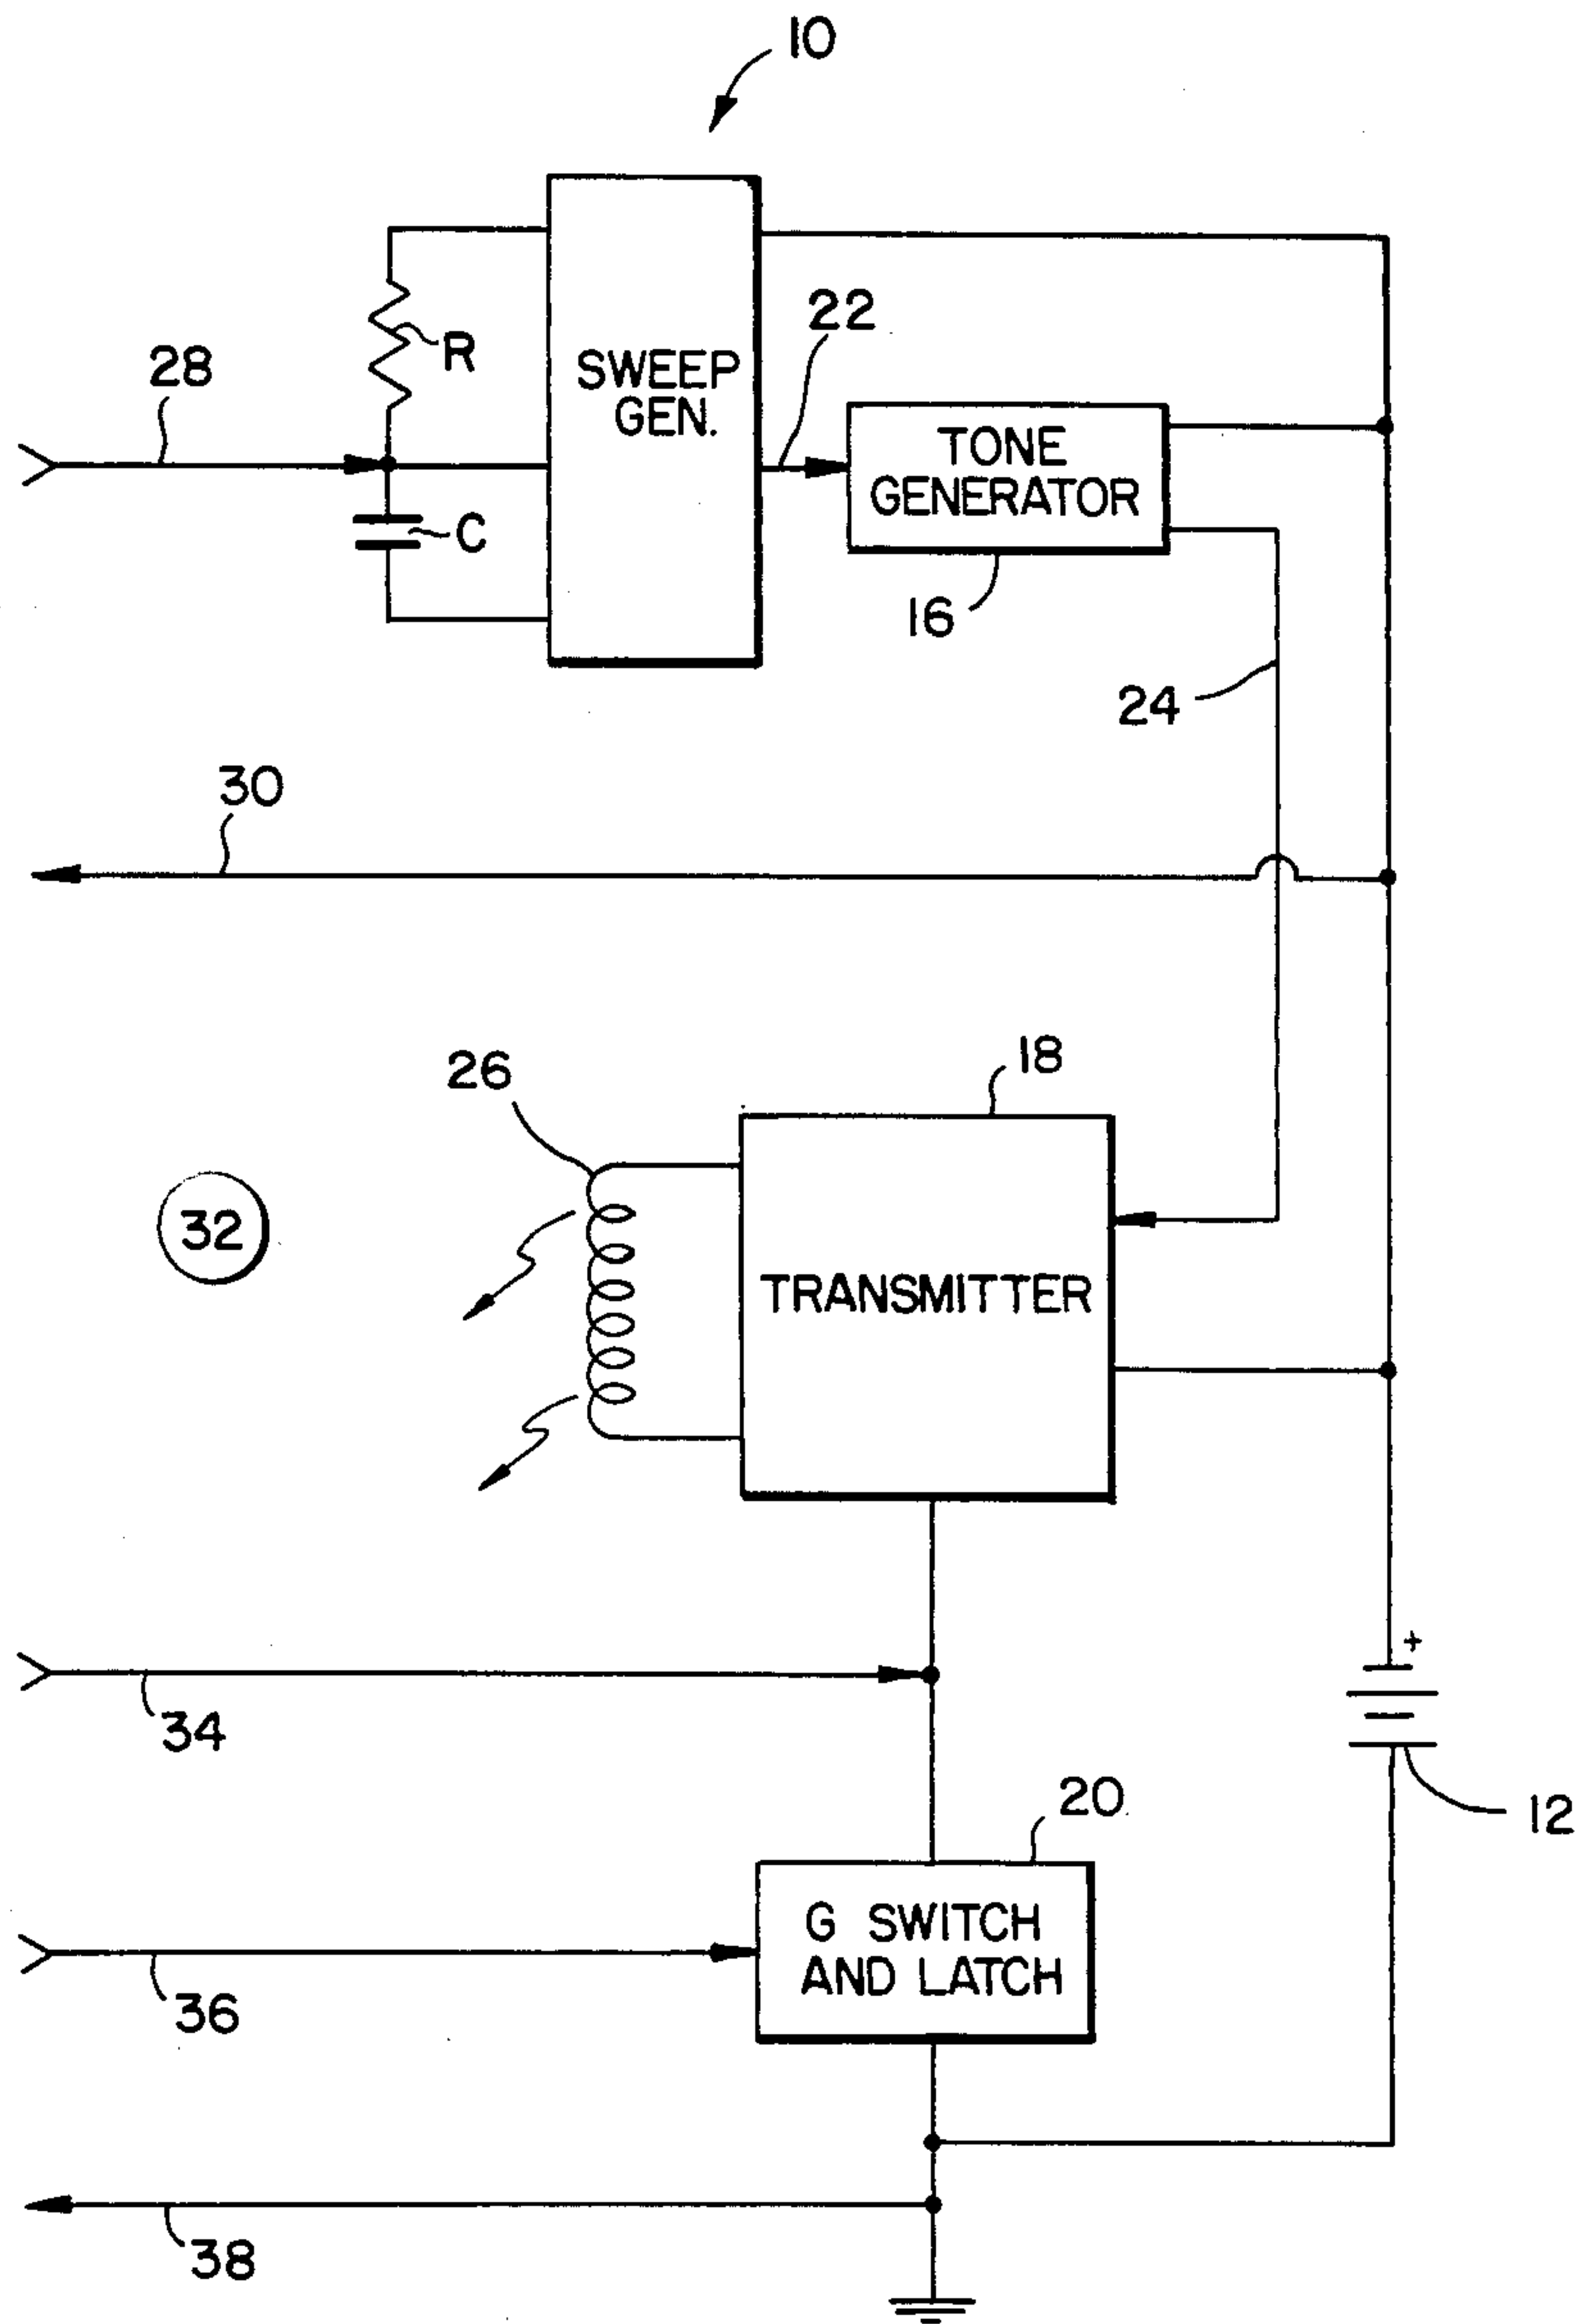 10
28
R
C
SWEEP
GEN.
22
TONE
GENERATOR
16
24
30
26
18
32
TRANSMITTER
34
+
12
20
G SWITCH
AND LATCH
36
38